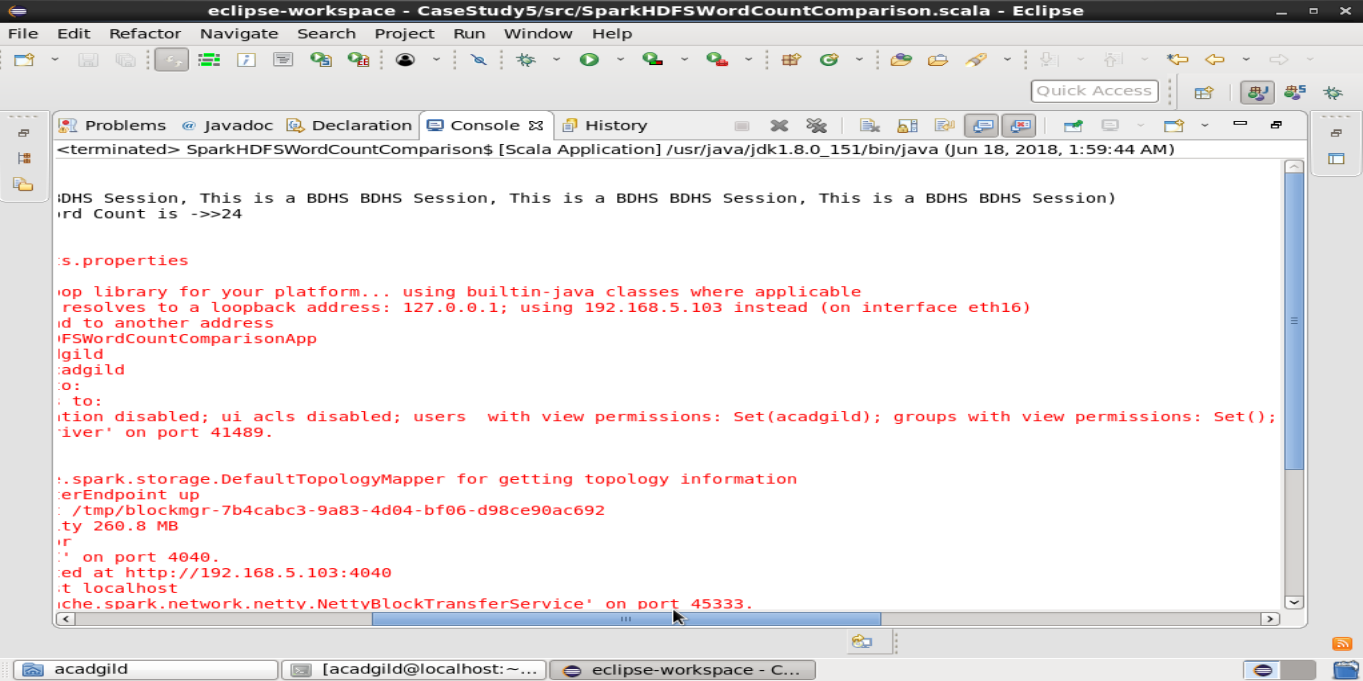 eclipse-workspace - CaseStudy5/src/SparkHDFSWordCountComparison.scala - Eclipse
File Edit Refactor Navigate Search Project Run Window Help
Quick Access
Problems @ Javadoc Declaration Console History
<terminated> SparkHDFSWordCountComparison$ [Scala Application] /usr/java/jdk1.8.0_151/bin/java (Jun 18, 2018, 1:59:44 AM)
BDHS Session, This is a BDHS BDHS Session, This is a BDHS BDHS Session, This is a BDHS BDHS Session)
rd Count is ->>24
s.properties
op library for your platform... using builtin-java classes where applicable
resolves to a loopback address: 127.0.0.1; using 192.168.5.103 instead (on interface eth16)
d to another address
FSWordCountComparisonApp
dgild
cadgild
o:
to:
tion disabled; ui acls disabled; users  with view permissions: Set(acadgild); groups with view permissions: Set();
river' on port 41489.
.spark.storage.DefaultTopologyMapper for getting topology information
erEndpoint up
/tmp/blockmgr-7b4cabc3-9a83-4d04-bf06-d98ce90ac692
ty 260.8 MB
r
' on port 4040.
ed at http://192.168.5.103:4040
t localhost
che.spark.network.netty.NettyBlockTransferService' on port 45333.
acadgild [acadgild@localhost:~... eclipse-workspace - C...